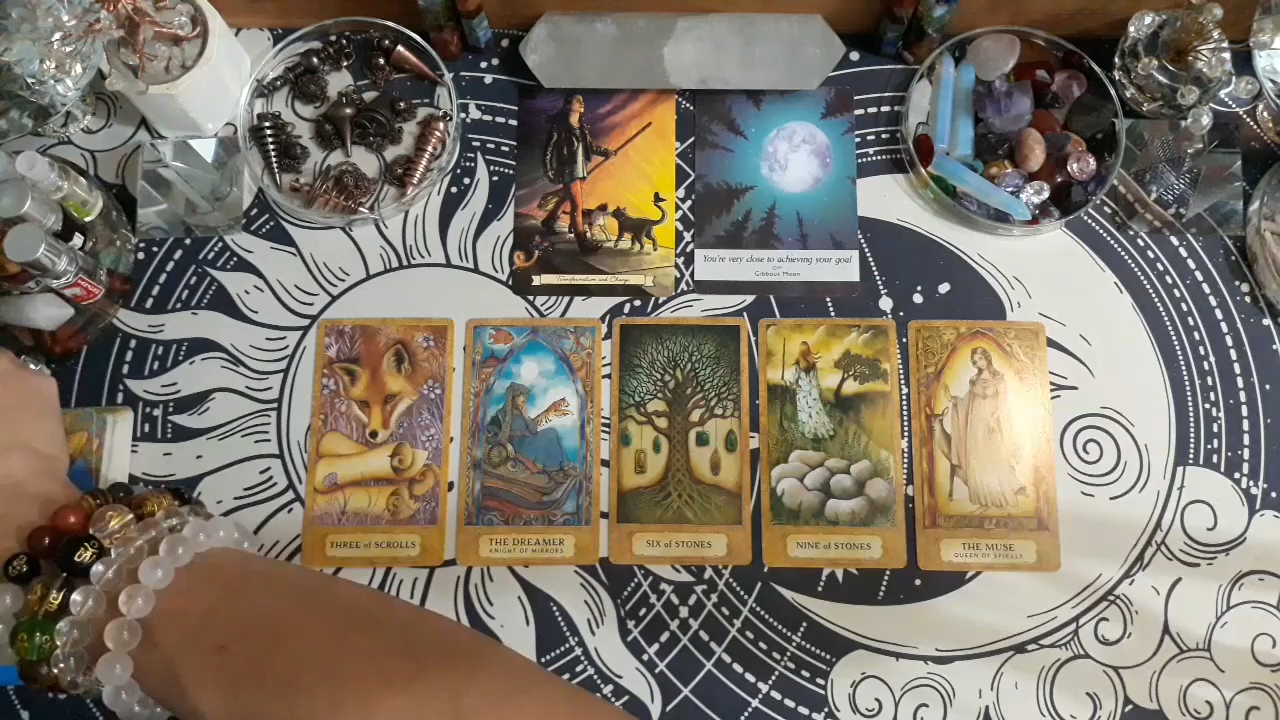 Transformation and Change
You're very close to achieving your goal
Gibbous Moon
THREE of SCROLLS
THE DREAMER
KNIGHT OF MIRRORS
SIX of STONES
NINE of STONES
THE MUSE
QUEEN OF SPIRALS